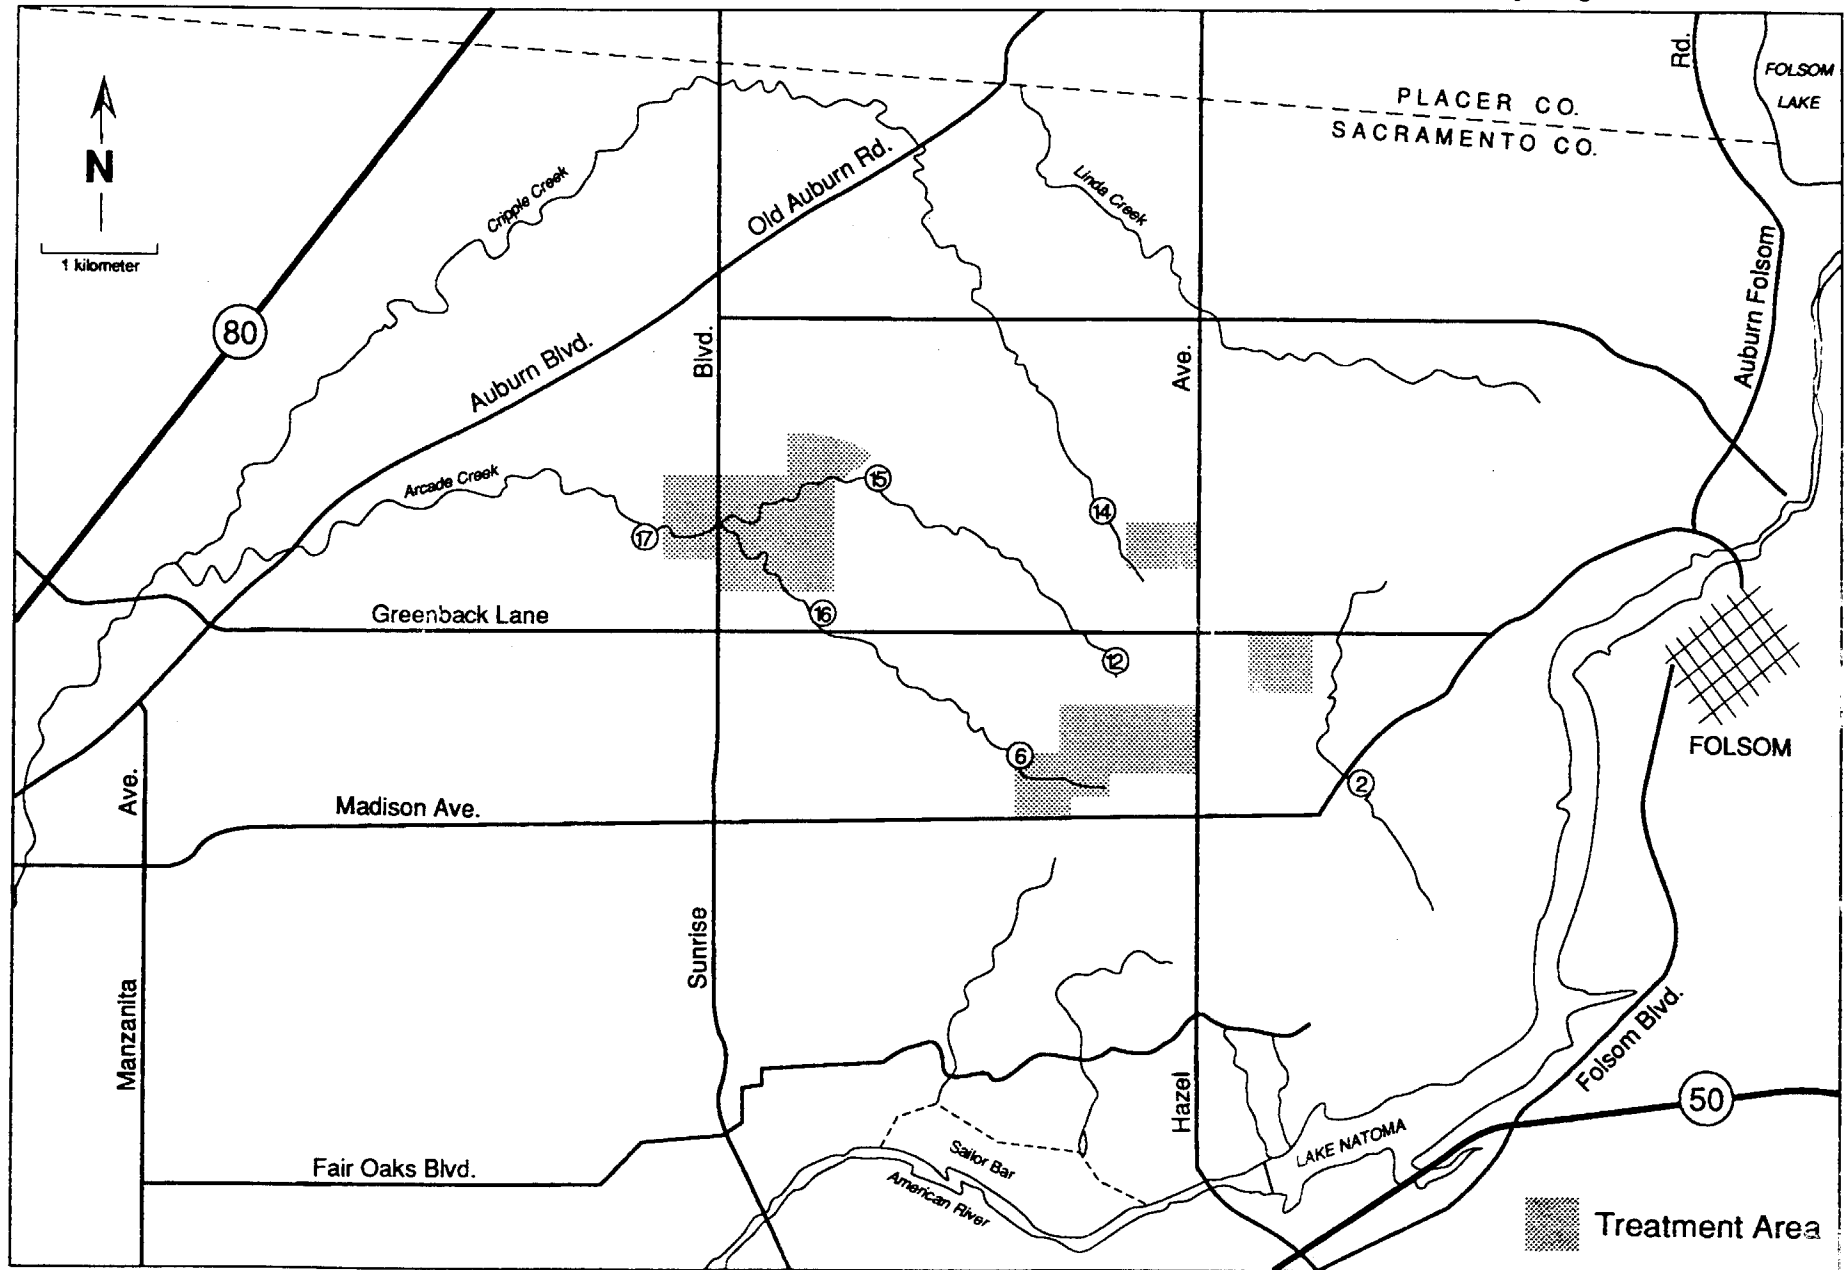 Rd.
FOLSOM
LAKE
PLACER CO.
SACRAMENTO CO.
N
1 kilometer
Cripple Creek
Old Auburn Rd.
Linda Creek
Auburn Folsom
80
Auburn Blvd.
Blvd.
Ave.
Arcade Creek
15
14
17
16
Greenback Lane
12
6
2
FOLSOM
Ave.
Madison Ave.
Sunrise
Manzanita
Hazel
Folsom Blvd.
50
LAKE NATOMA
Sailor Bar
American River
Fair Oaks Blvd.
Treatment Area